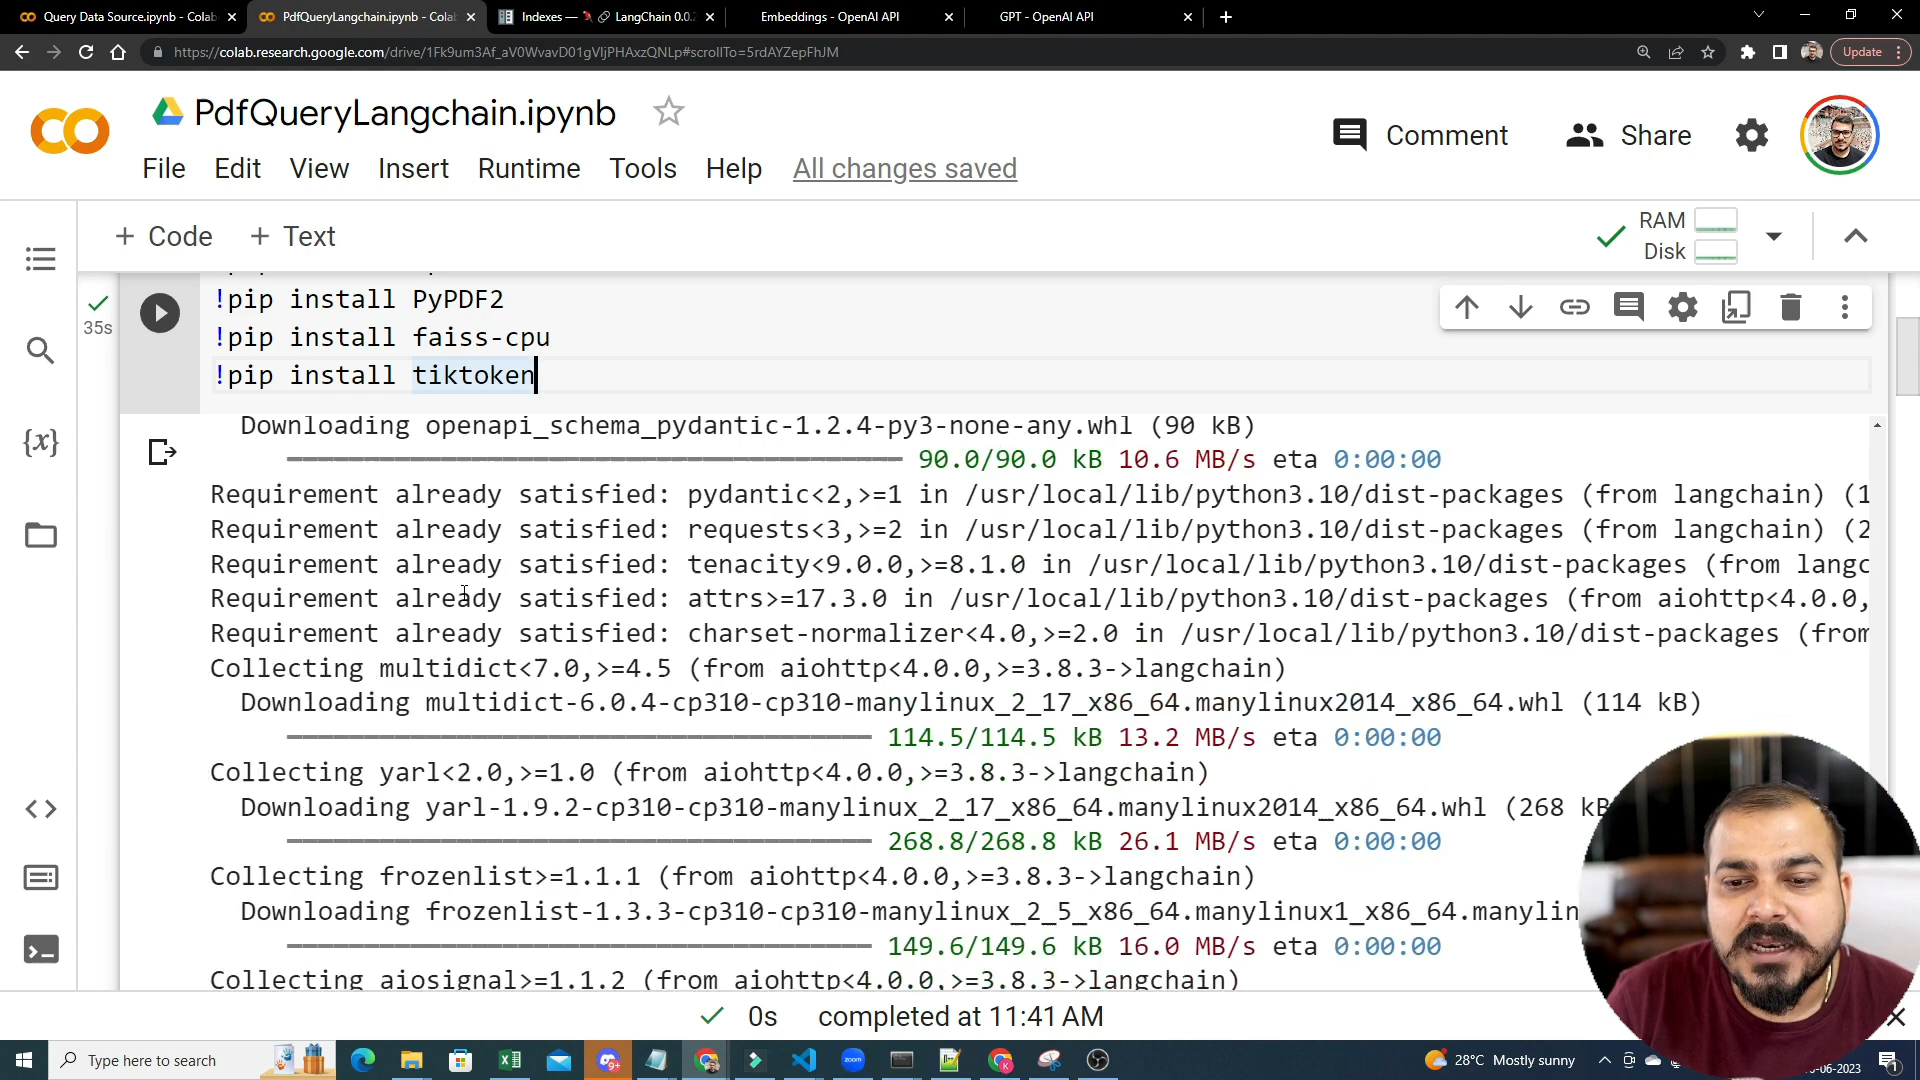 Query Data Source.ipynb - Colab
PdfQueryLangchain.ipynb - Colab
Indexes — 🦜 🔗 LangChain 0.0.2
Embeddings - OpenAI API
GPT - OpenAI API
https://colab.research.google.com/drive/1Fk9um3Af_aV0WvavD01gVljPHAxzQNLp#scrollTo=5rdAYZepFhJM
Update
PdfQueryLangchain.ipynb
Comment
Share
File Edit View Insert Runtime Tools Help All changes saved
+ Code + Text
RAM
Disk
35s
!pip install PyPDF2
!pip install faiss-cpu
!pip install tiktoken
Downloading openapi_schema_pydantic-1.2.4-py3-none-any.whl (90 kB)
90.0/90.0 kB 10.6 MB/s eta 0:00:00
Requirement already satisfied: pydantic<2,>=1 in /usr/local/lib/python3.10/dist-packages (from langchain) (1
Requirement already satisfied: requests<3,>=2 in /usr/local/lib/python3.10/dist-packages (from langchain) (2
Requirement already satisfied: tenacity<9.0.0,>=8.1.0 in /usr/local/lib/python3.10/dist-packages (from langc
Requirement already satisfied: attrs>=17.3.0 in /usr/local/lib/python3.10/dist-packages (from aiohttp<4.0.0,
Requirement already satisfied: charset-normalizer<4.0,>=2.0 in /usr/local/lib/python3.10/dist-packages (from
Collecting multidict<7.0,>=4.5 (from aiohttp<4.0.0,>=3.8.3->langchain)
Downloading multidict-6.0.4-cp310-cp310-manylinux_2_17_x86_64.manylinux2014_x86_64.whl (114 kB)
114.5/114.5 kB 13.2 MB/s eta 0:00:00
Collecting yarl<2.0,>=1.0 (from aiohttp<4.0.0,>=3.8.3->langchain)
Downloading yarl-1.9.2-cp310-cp310-manylinux_2_17_x86_64.manylinux2014_x86_64.whl (268 kB
268.8/268.8 kB 26.1 MB/s eta 0:00:00
Collecting frozenlist>=1.1.1 (from aiohttp<4.0.0,>=3.8.3->langchain)
Downloading frozenlist-1.3.3-cp310-cp310-manylinux_2_5_x86_64.manylinux1_x86_64.manylin
149.6/149.6 kB 16.0 MB/s eta 0:00:00
Collecting aiosignal>=1.1.2 (from aiohttp<4.0.0,>=3.8.3->langchain)
0s completed at 11:41 AM
Type here to search
28°C Mostly sunny
-06-2023